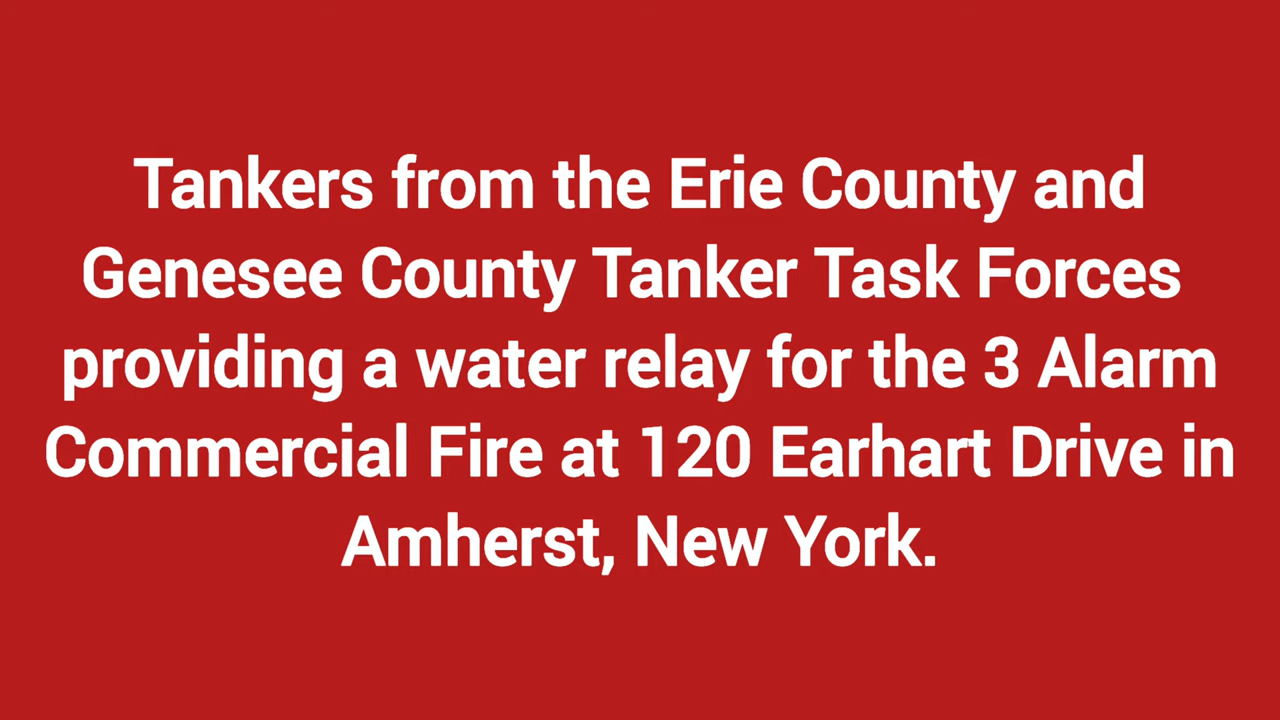 Tankers from the Erie County and
Genesee County Tanker Task Forces
providing a water relay for the 3 Alarm
Commercial Fire at 120 Earhart Drive in
Amherst, New York.